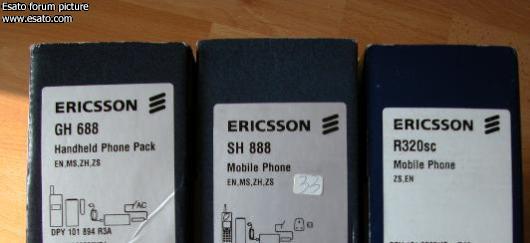 Esato forum picture
www.esato.com
ERICSSON
GH 688
Handheld Phone Pack
EN,MS,ZH,ZS
AC
DPY 101 894 R3A
ERICSSON
SH 888
Mobile Phone
EN,MS,ZH,ZS
33
ERICSSON
R320sc
Mobile Phone
ZS,EN